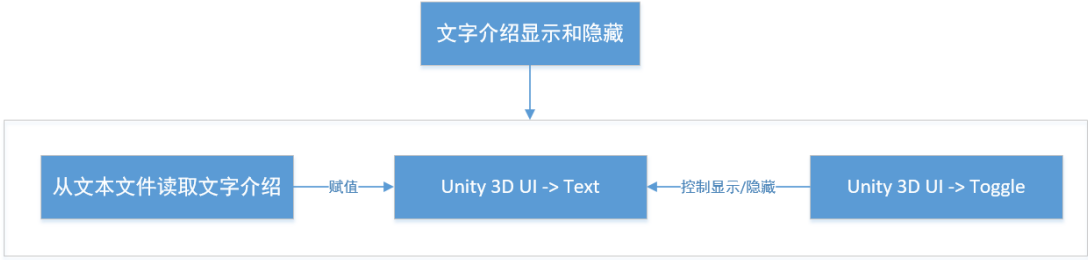 文字介绍显示和隐藏
从文本文件读取文字介绍
赋值
Unity 3D UI -> Text
控制显示/隐藏
Unity 3D UI -> Toggle